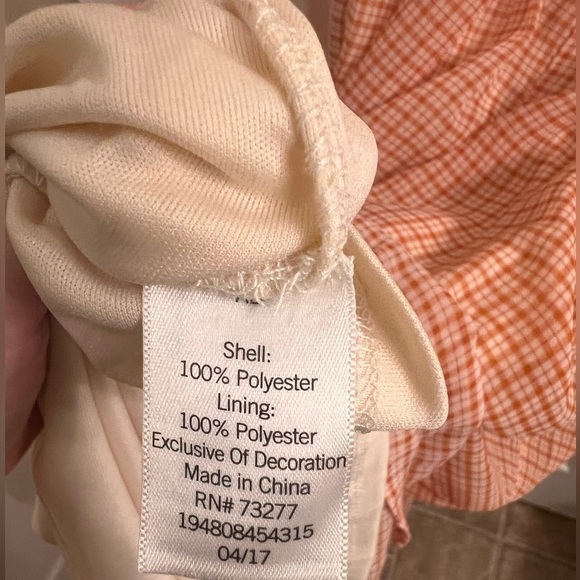 Shell:
100% Polyester
Lining:
100% Polyester
Exclusive Of Decoration
Made in China
RN# 73277
194808454315
04/17